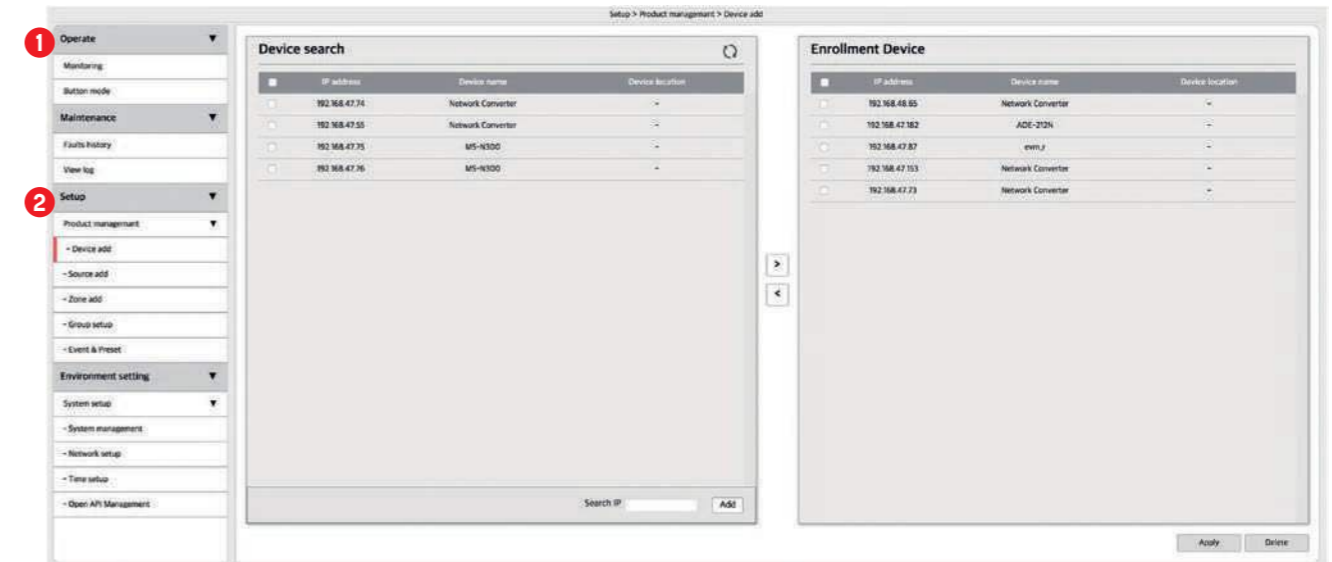 Setup > Product management > Device add
1
Operate ▼
Monitoring
Button mode
Maintenance ▼
Faults history
View log
2
Setup ▼
Product management ▼
- Device add
- Source add
- Zone add
- Group setup
- Event & Preset
Environment setting ▼
System setup ▼
- System management
- Network setup
- Time setup
- Open API Management
Device search
IP address Device name Device location
192.168.47.74 Network Converter -
192.168.47.55 Network Converter -
192.168.47.75 MS-N300 -
192.168.47.76 MS-N300 -
Search IP Add
>
<
Enrollment Device
IP address Device name Device location
192.168.48.65 Network Converter -
192.168.47.182 ADE-212N -
192.168.47.87 -
192.168.47.153 Network Converter -
192.168.47.73 Network Converter -
Apply Delete